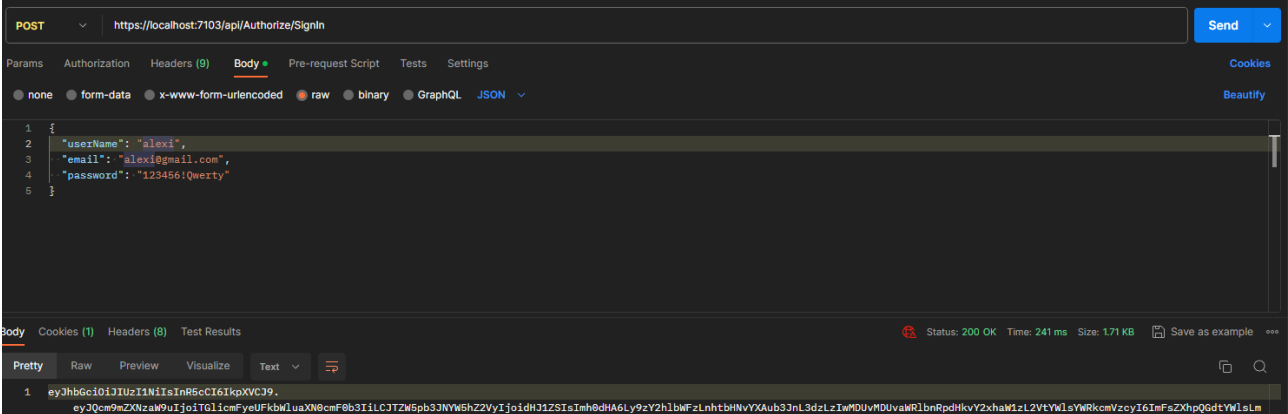 POST https://localhost:7103/api/Authorize/SignIn Send
Params Authorization Headers (9) Body Pre-request Script Tests Settings Cookies
none form-data x-www-form-urlencoded raw binary GraphQL JSON Beautify
1 {
2 "userName": "alexi",
3 "email": "alexi@gmail.com",
4 "password": "123456!Qwerty"
5 }
Body Cookies (1) Headers (8) Test Results Status: 200 OK Time: 241 ms Size: 1.71 KB Save as example
Pretty Raw Preview Visualize Text
1 eyJhbGciOiJIUzI1NiIsInR5cCI6IkpXVCJ9.